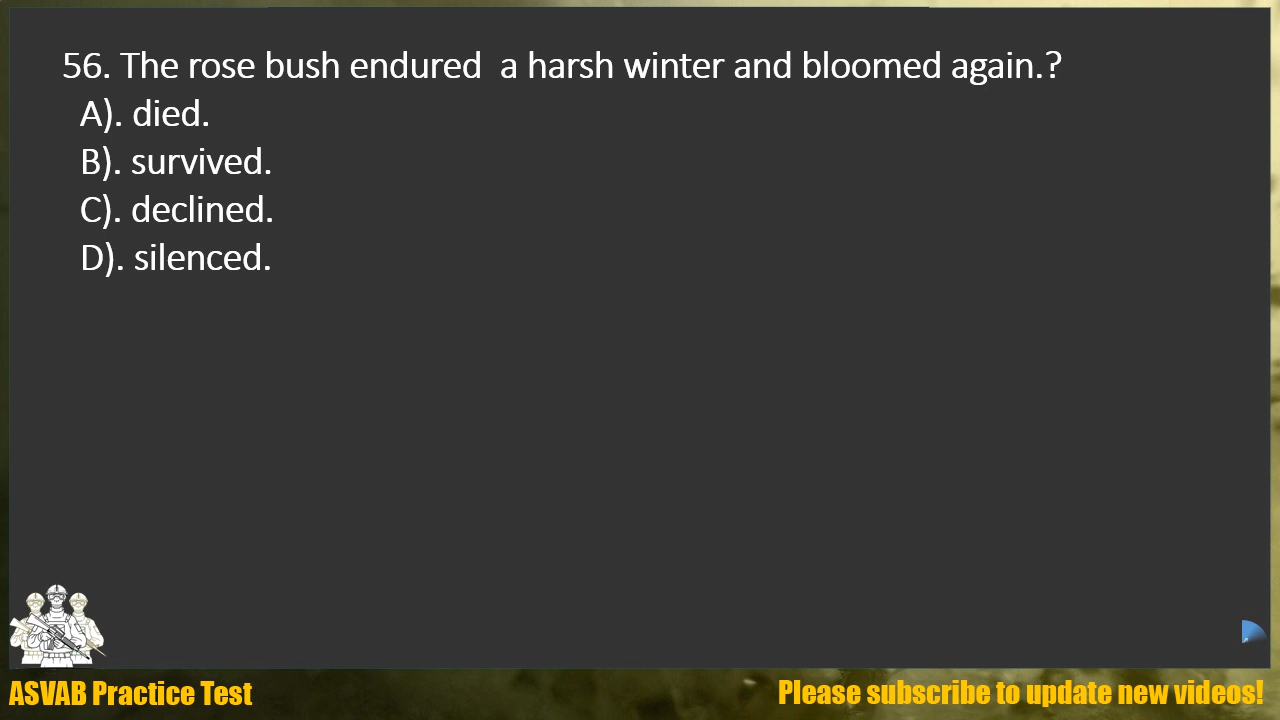 56. The rose bush endured  a harsh winter and bloomed again.?
A). died.
B). survived.
C). declined.
D). silenced.
ASVAB Practice Test
Please subscribe to update new videos!